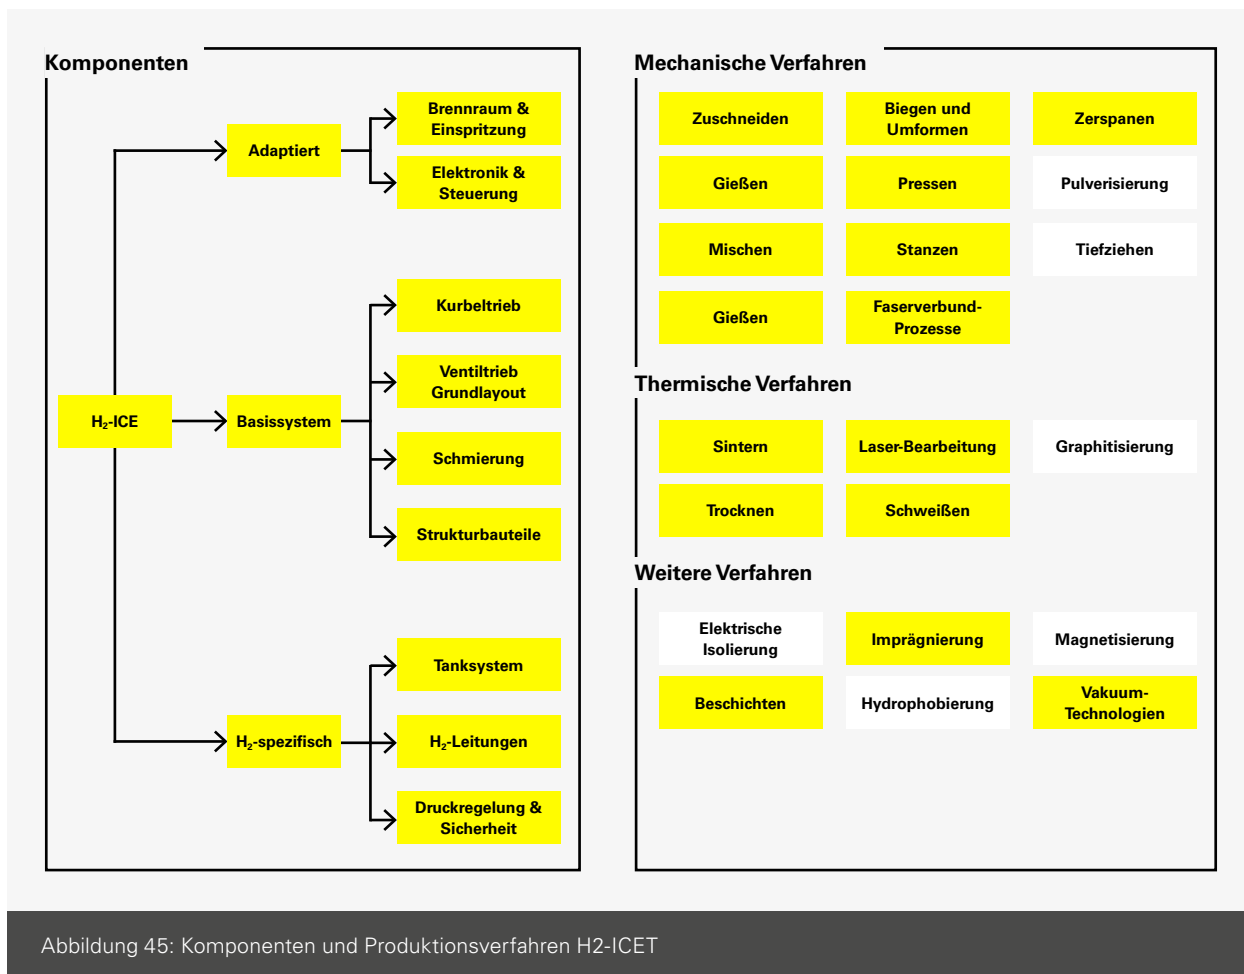 Komponenten
Brennraum &
Einspritzung
Adaptiert
Elektronik &
Steuerung
Kurbeltrieb
Ventiltrieb
Grundlayout
H₂-ICE
Basissystem
Schmierung
Strukturbauteile
Tanksystem
H₂-spezifisch
H₂-Leitungen
Druckregelung &
Sicherheit
Mechanische Verfahren
Zuschneiden
Biegen und
Umformen
Zerspanen
Gießen
Pressen
Pulverisierung
Mischen
Stanzen
Tiefziehen
Gießen
Faserverbund-
Prozesse
Thermische Verfahren
Sintern
Laser-Bearbeitung
Graphitisierung
Trocknen
Schweißen
Weitere Verfahren
Elektrische
Isolierung
Imprägnierung
Magnetisierung
Beschichten
Hydrophobierung
Vakuum-
Technologien
Abbildung 45: Komponenten und Produktionsverfahren H2-ICET